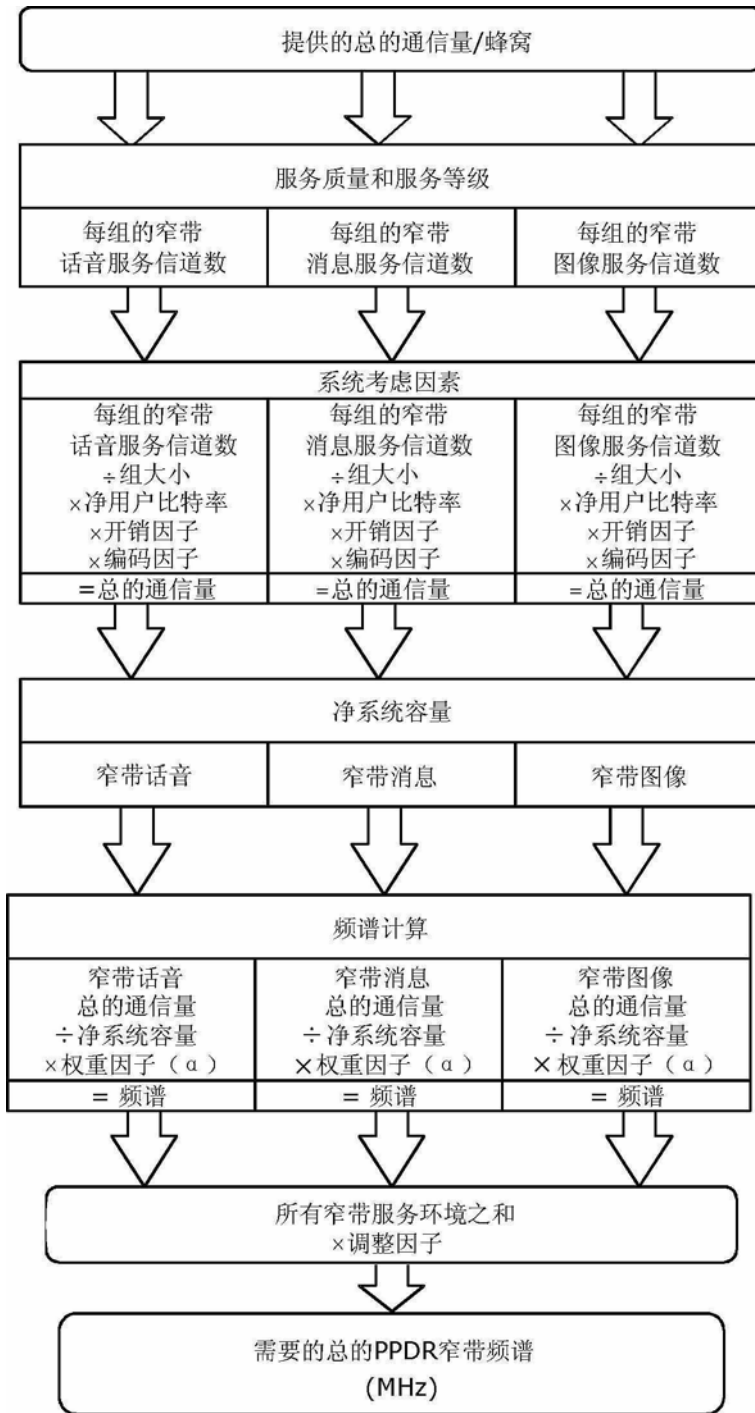 提供的总的通信量/蜂窝
服务质量和服务等级
每组的窄带
话音服务信道数
每组的窄带
消息服务信道数
每组的窄带
图像服务信道数
系统考虑因素
每组的窄带
话音服务信道数
÷组大小
×净用户比特率
×开销因子
×编码因子
=总的通信量
每组的窄带
消息服务信道数
÷组大小
×净用户比特率
×开销因子
×编码因子
=总的通信量
每组的窄带
图像服务信道数
÷组大小
×净用户比特率
×开销因子
×编码因子
=总的通信量
净系统容量
窄带话音
窄带消息
窄带图像
频谱计算
窄带话音
总的通信量
÷净系统容量
×权重因子（α）
= 频谱
窄带消息
总的通信量
÷净系统容量
×权重因子（α）
= 频谱
窄带图像
总的通信量
÷净系统容量
×权重因子（α）
= 频谱
所有窄带服务环境之和
×调整因子
需要的总的PPDR窄带频谱
(MHz)